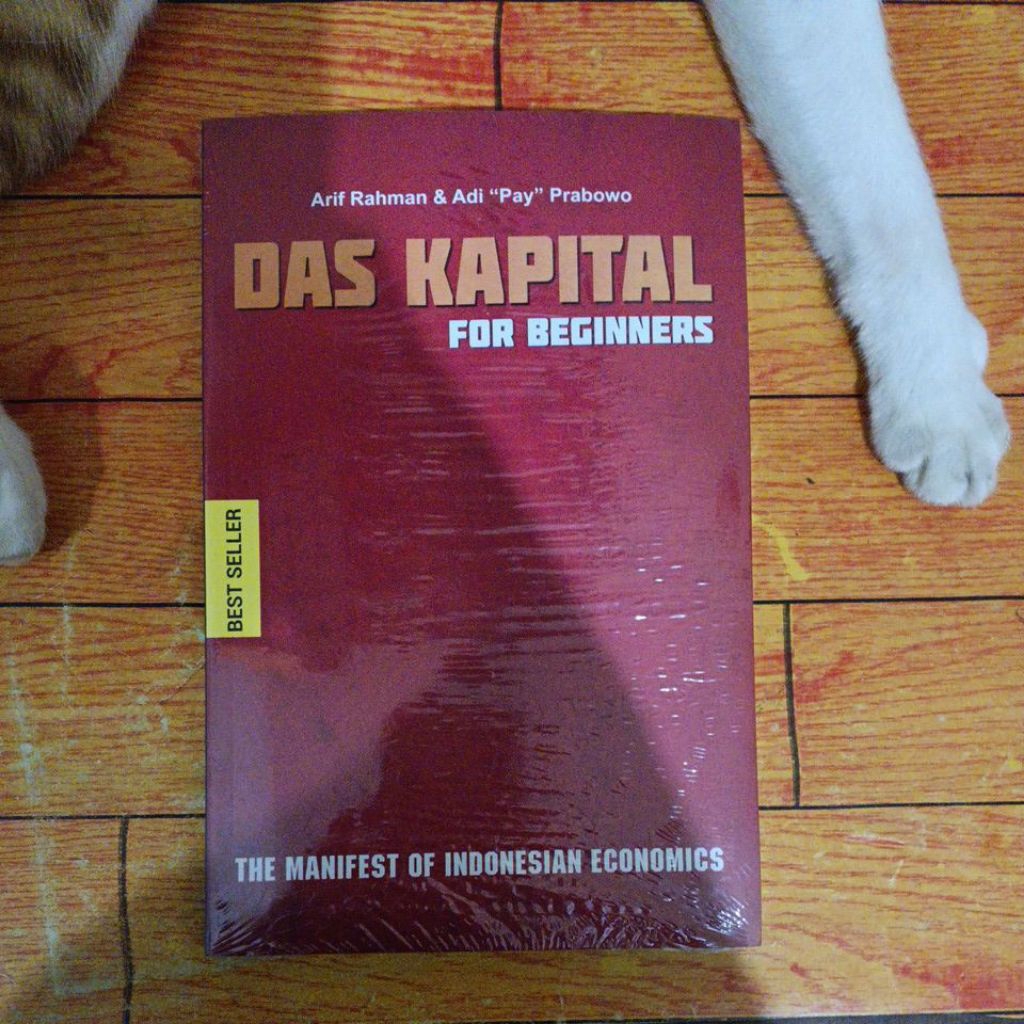 Arif Rahman & Adi “Pay” Prabowo
DAS KAPITAL
FOR BEGINNERS
BEST SELLER
THE MANIFEST OF INDONESIAN ECONOMICS